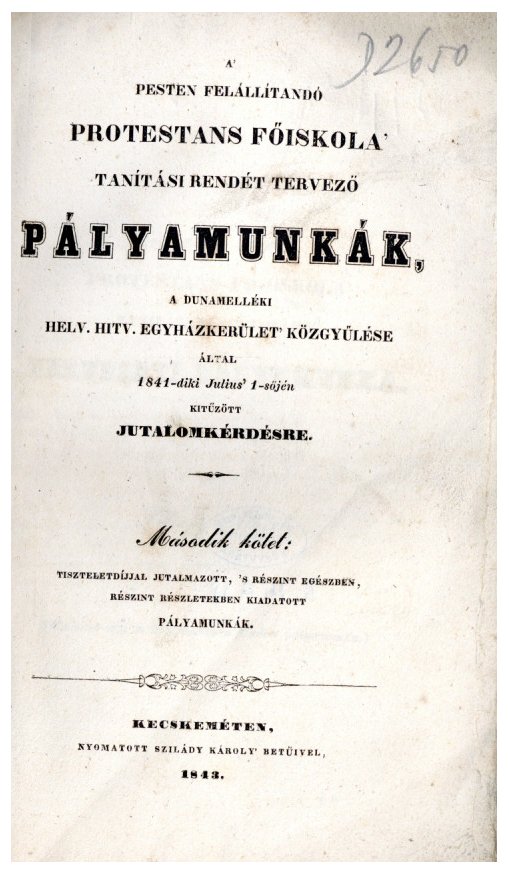 D2650
A'
PESTEN FELÁLLÍTANDÓ
PROTESTANS FŐISKOLA'
TANÍTÁSI RENDÉT TERVEZŐ
PÁLYAMUNKÁK,
A DUNAMELLÉKI
HELV. HITV. EGYHÁZKERÜLET' KÖZGYŰLÉSE
ÁLTAL
1841-diki Julius' 1-sőjén
KITŰZÖTT
JUTALOMKÉRDÉSRE.
Második kötet:
TISZTELETDÍJJAL JUTALMAZOTT, 'S RÉSZINT EGÉSZBEN,
RÉSZINT RÉSZLETEKBEN KIADATOTT
PÁLYAMUNKÁK.
KECSKEMÉTEN,
NYOMATOTT SZILÁDY KÁROLY' BETŰIVEL,
1843.